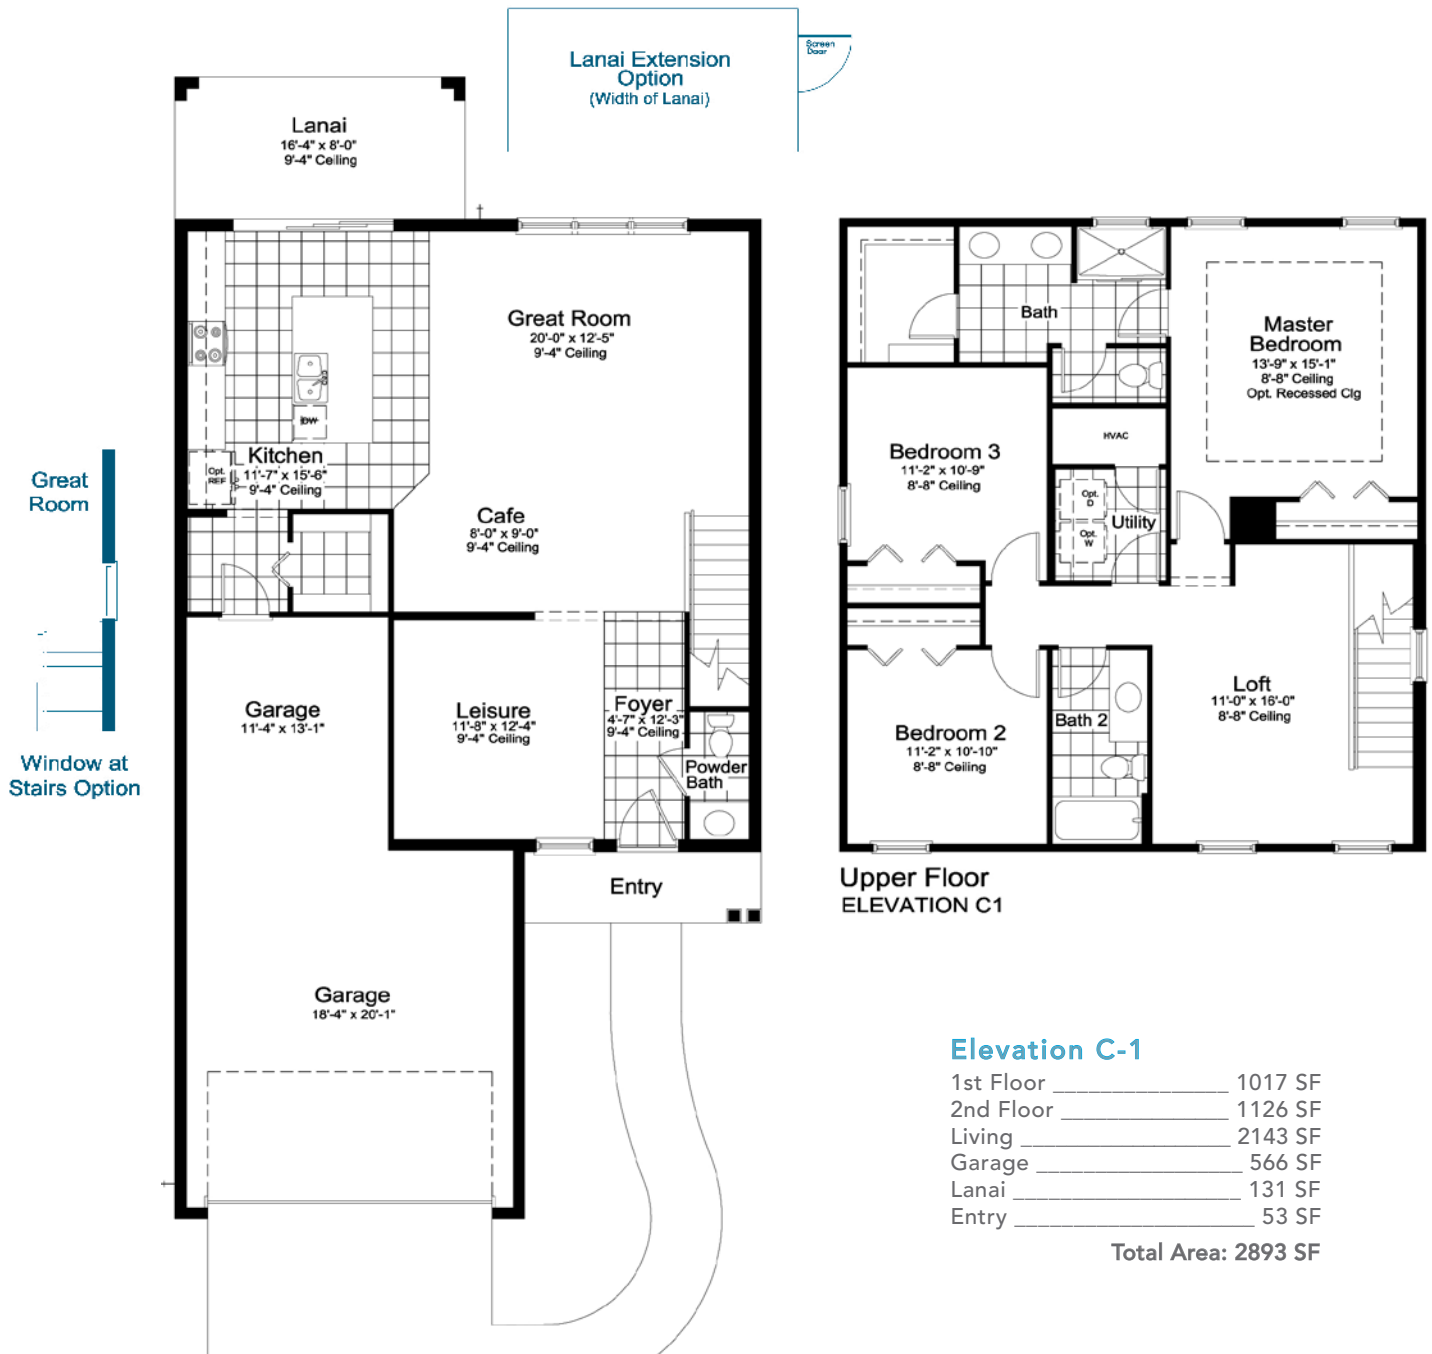 Lanai Extension
Option
(Width of Lanai)
Screen
Door
Lanai
16'-4" x 8'-0"
9'-4" Ceiling
Great Room
20'-0" x 12'-5"
9'-4" Ceiling
DW
Kitchen
11'-7" x 15'-6"
9'-4" Ceiling
Opt.
REF
Cafe
8'-0" x 9'-0"
9'-4" Ceiling
Great
Room
Window at
Stairs Option
Garage
11'-4" x 13'-1"
Leisure
11'-8" x 12'-4"
9'-4" Ceiling
Foyer
4'-7" x 12'-3"
9'-4" Ceiling
Powder
Bath
Entry
Garage
18'-4" x 20'-1"
Bath
Master
Bedroom
13'-9" x 15'-1"
8'-8" Ceiling
Opt. Recessed Clg
HVAC
Bedroom 3
11'-2" x 10'-9"
8'-8" Ceiling
Opt.
D
Utility
Opt.
W
Loft
11'-0" x 16'-0"
8'-8" Ceiling
Bath 2
Bedroom 2
11'-2" x 10'-10"
8'-8" Ceiling
Upper Floor
ELEVATION C1
Elevation C-1
1st Floor 1017 SF
2nd Floor 1126 SF
Living 2143 SF
Garage 566 SF
Lanai 131 SF
Entry 53 SF
Total Area: 2893 SF